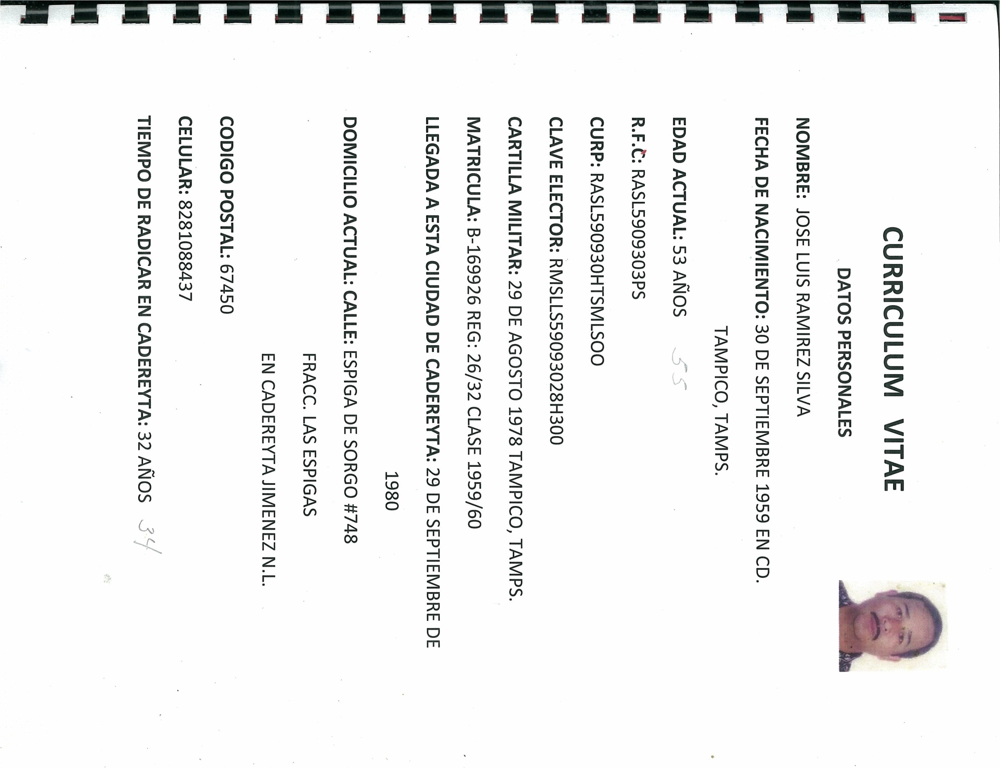 CURRICULUM VITAE
DATOS PERSONALES
NOMBRE: JOSE LUIS RAMIREZ SILVA
FECHA DE NACIMIENTO: 30 DE SEPTIEMBRE 1959 EN CD.
TAMPICO, TAMPS.
EDAD ACTUAL: 53 AÑOS 55
R.F.C: RASL5909303PS
CURP: RASL590930HTSMLSOO
CLAVE ELECTOR: RMSLLS59093028H300
CARTILLA MILITAR: 29 DE AGOSTO 1978 TAMPICO, TAMPS.
MATRICULA: B-169926 REG: 26/32 CLASE 1959/60
LLEGADA A ESTA CIUDAD DE CADEREYTA: 29 DE SEPTIEMBRE DE
1980
DOMICILIO ACTUAL: CALLE: ESPIGA DE SORGO #748
FRACC. LAS ESPIGAS
EN CADEREYTA JIMENEZ N.L.
CODIGO POSTAL: 67450
CELULAR: 8281088437
TIEMPO DE RADICAR EN CADEREYTA: 32 AÑOS 34